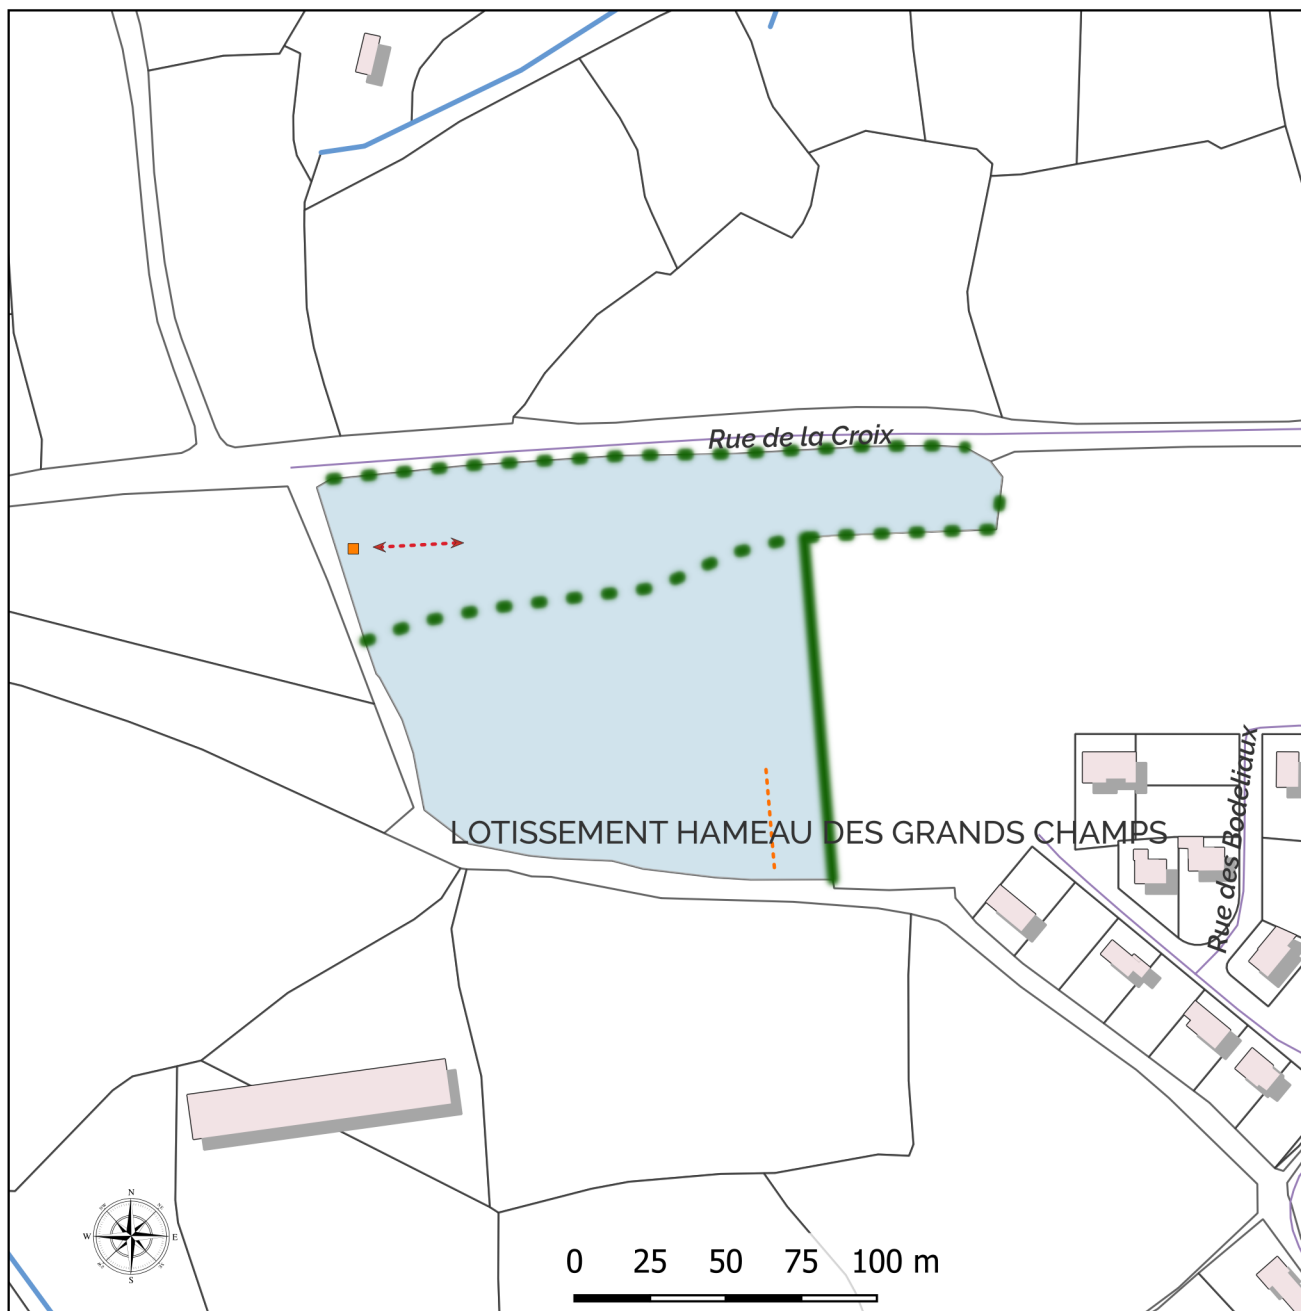 Rue de la Croix
Rue des Bodeliaux
LOTISSEMENT HAMEAU DES GRANDS CHAMPS
N
W E
S
0 25 50 75 100 m